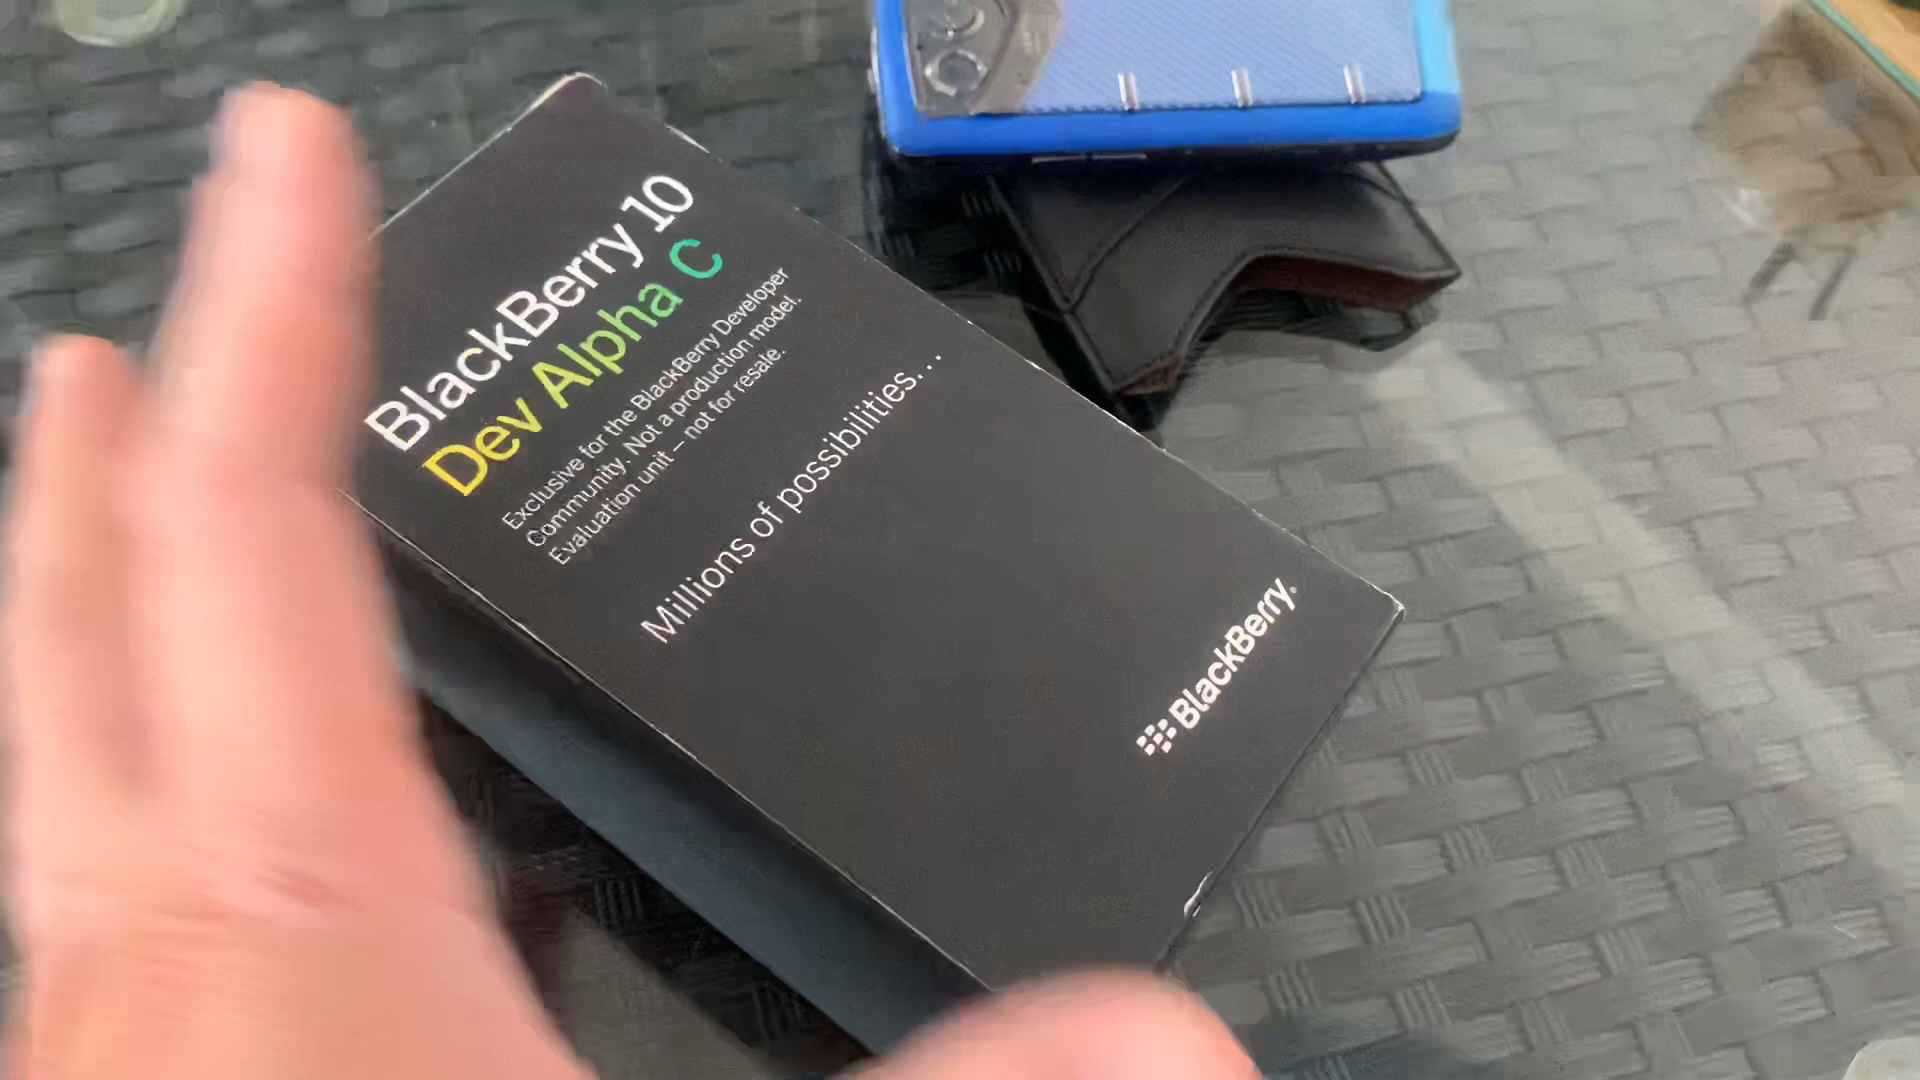 BlackBerry 10
Dev Alpha C
Exclusive for the BlackBerry Developer
Community. Not a production model.
Evaluation unit – not for resale.
Millions of possibilities...
BlackBerry.